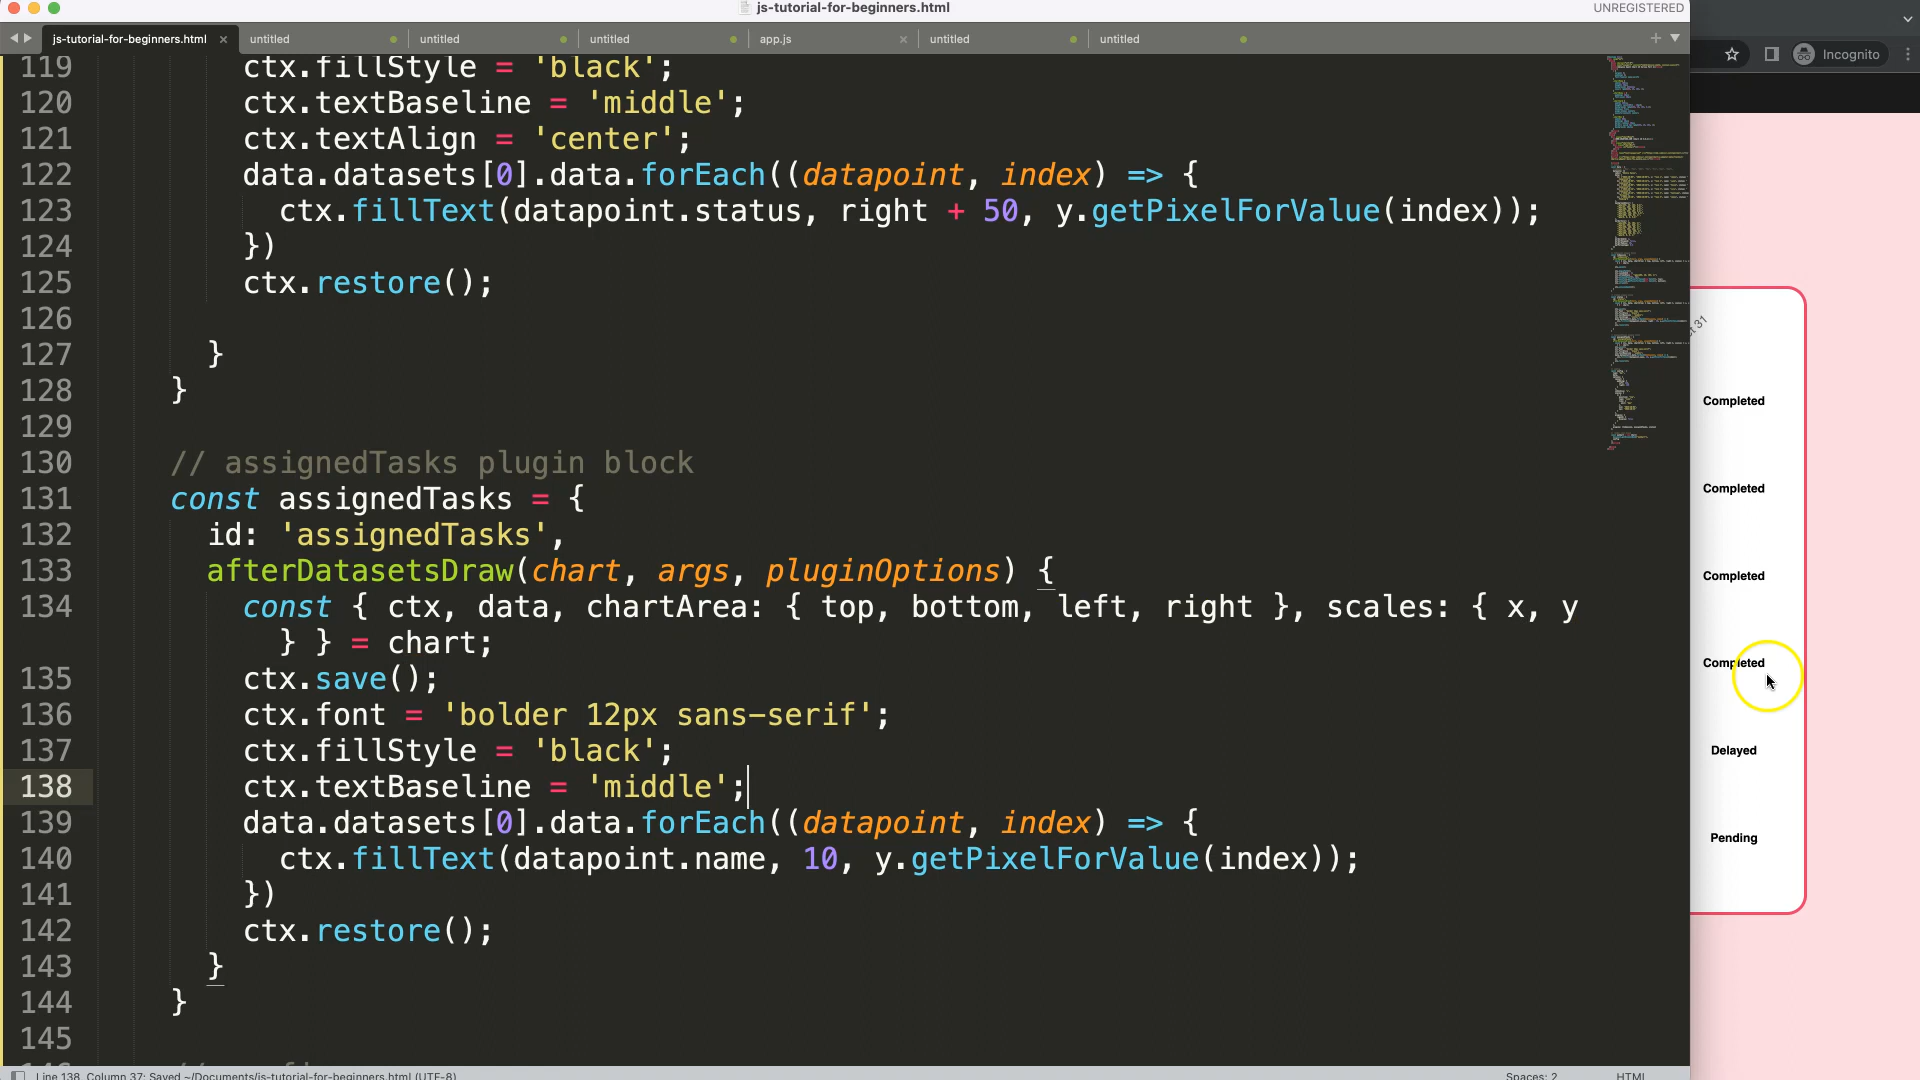 js-tutorial-for-beginners.html
UNREGISTERED
js-tutorial-for-beginners.html × untitled untitled untitled app.js × untitled untitled
Incognito
119 ctx.fillStyle = 'black';
120 ctx.textBaseline = 'middle';
121 ctx.textAlign = 'center';
122 data.datasets[0].data.forEach((datapoint, index) => {
123 ctx.fillText(datapoint.status, right + 50, y.getPixelForValue(index));
124 })
125 ctx.restore();
126
127 }
128 }
129
130 // assignedTasks plugin block
131 const assignedTasks = {
132 id: 'assignedTasks',
133 afterDatasetsDraw(chart, args, pluginOptions) {
134 const { ctx, data, chartArea: { top, bottom, left, right }, scales: { x, y
} } = chart;
135 ctx.save();
136 ctx.font = 'bolder 12px sans-serif';
137 ctx.fillStyle = 'black';
138 ctx.textBaseline = 'middle';
139 data.datasets[0].data.forEach((datapoint, index) => {
140 ctx.fillText(datapoint.name, 10, y.getPixelForValue(index));
141 })
142 ctx.restore();
143 }
144 }
145
31
Completed
Completed
Completed
Completed
Delayed
Pending
Line 138, Column 37; Saved ~/Documents/js-tutorial-for-beginners.html (UTF-8)
Spaces: 2
HTML